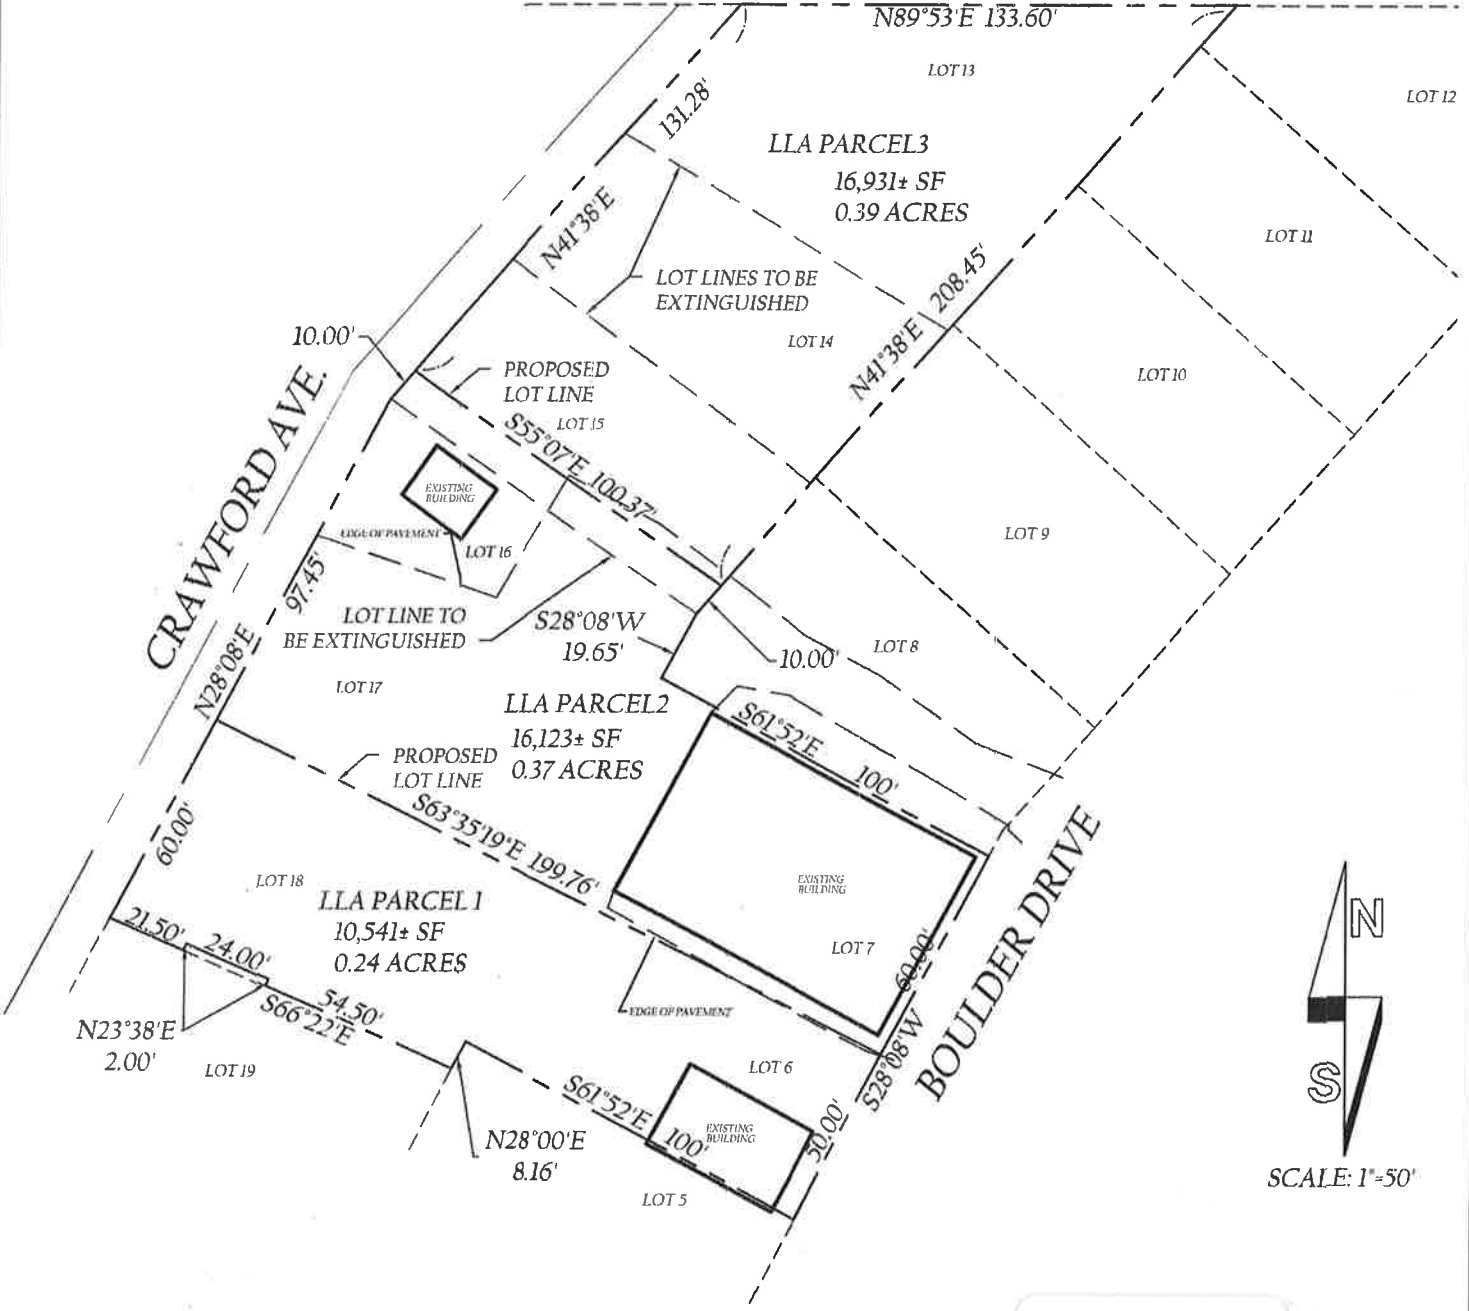 N89°53'E 133.60'
LOT 13
LOT 12
131.28'
LLA PARCEL3
16,931± SF
0.39 ACRES
N41°38'E
LOT 11
LOT LINES TO BE
EXTINGUISHED
N41°38'E 208.45'
LOT 14
10.00'
PROPOSED
LOT LINE
LOT 10
LOT 15
S55°07'E 100.37'
CRAWFORD AVE.
EXISTING
BUILDING
EDGE OF PAVEMENT
LOT 16
LOT 9
97.45'
LOT LINE TO
BE EXTINGUISHED
S28°08'W
19.65'
10.00'
LOT 8
N28°08'E
LOT 17
LLA PARCEL2
16,123± SF
0.37 ACRES
S61°52'E
100'
PROPOSED
LOT LINE
S63°35'19"E 199.76'
60.00'
LOT 18
LLA PARCEL 1
10,541± SF
0.24 ACRES
EXISTING
BUILDING
LOT 7
60.00'
BOULDER DRIVE
21.50'
24.00'
54.50'
S66°22'E
N23°38'E
2.00'
LOT 19
EDGE OF PAVEMENT
S28°08'W
LOT 6
S61°52'E
100'
EXISTING
BUILDING
50.00'
N28°00'E
8.16'
LOT 5
N
S
SCALE: 1"=50'